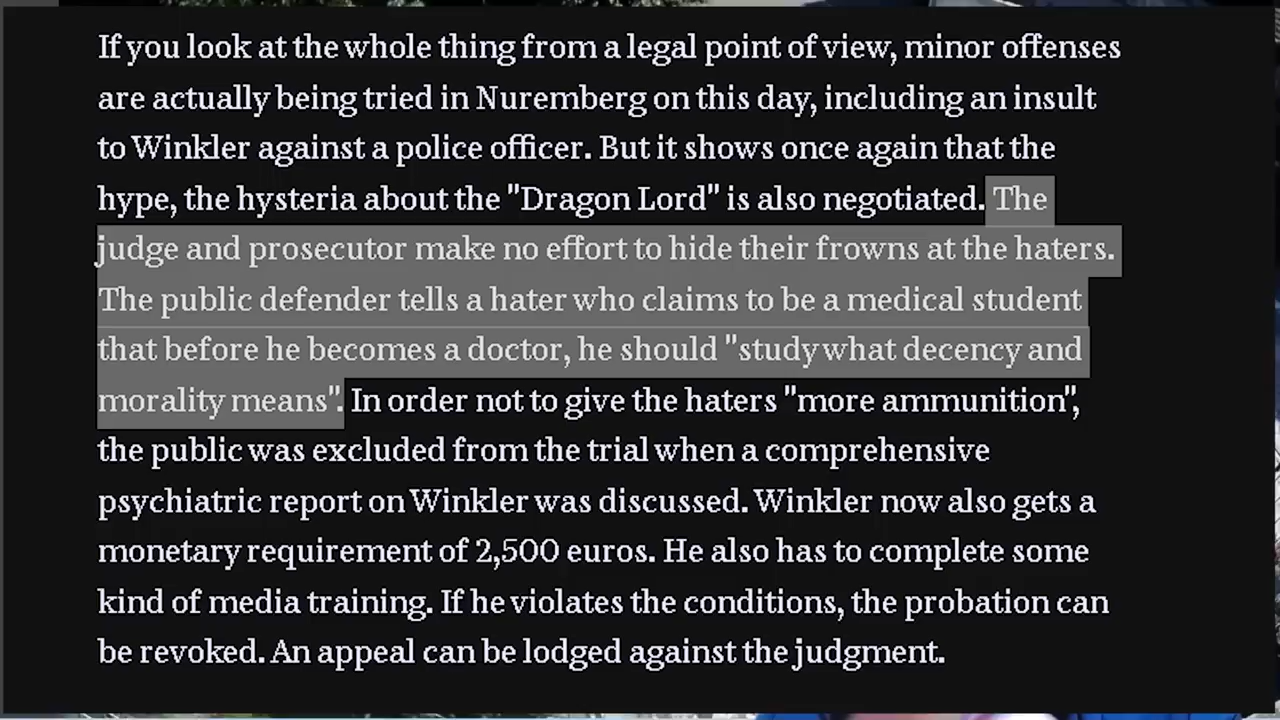 If you look at the whole thing from a legal point of view, minor offenses
are actually being tried in Nuremberg on this day, including an insult
to Winkler against a police officer. But it shows once again that the
hype, the hysteria about the "Dragon Lord" is also negotiated. The
judge and prosecutor make no effort to hide their frowns at the haters.
The public defender tells a hater who claims to be a medical student
that before he becomes a doctor, he should "study what decency and
morality means". In order not to give the haters "more ammunition",
the public was excluded from the trial when a comprehensive
psychiatric report on Winkler was discussed. Winkler now also gets a
monetary requirement of 2,500 euros. He also has to complete some
kind of media training. If he violates the conditions, the probation can
be revoked. An appeal can be lodged against the judgment.